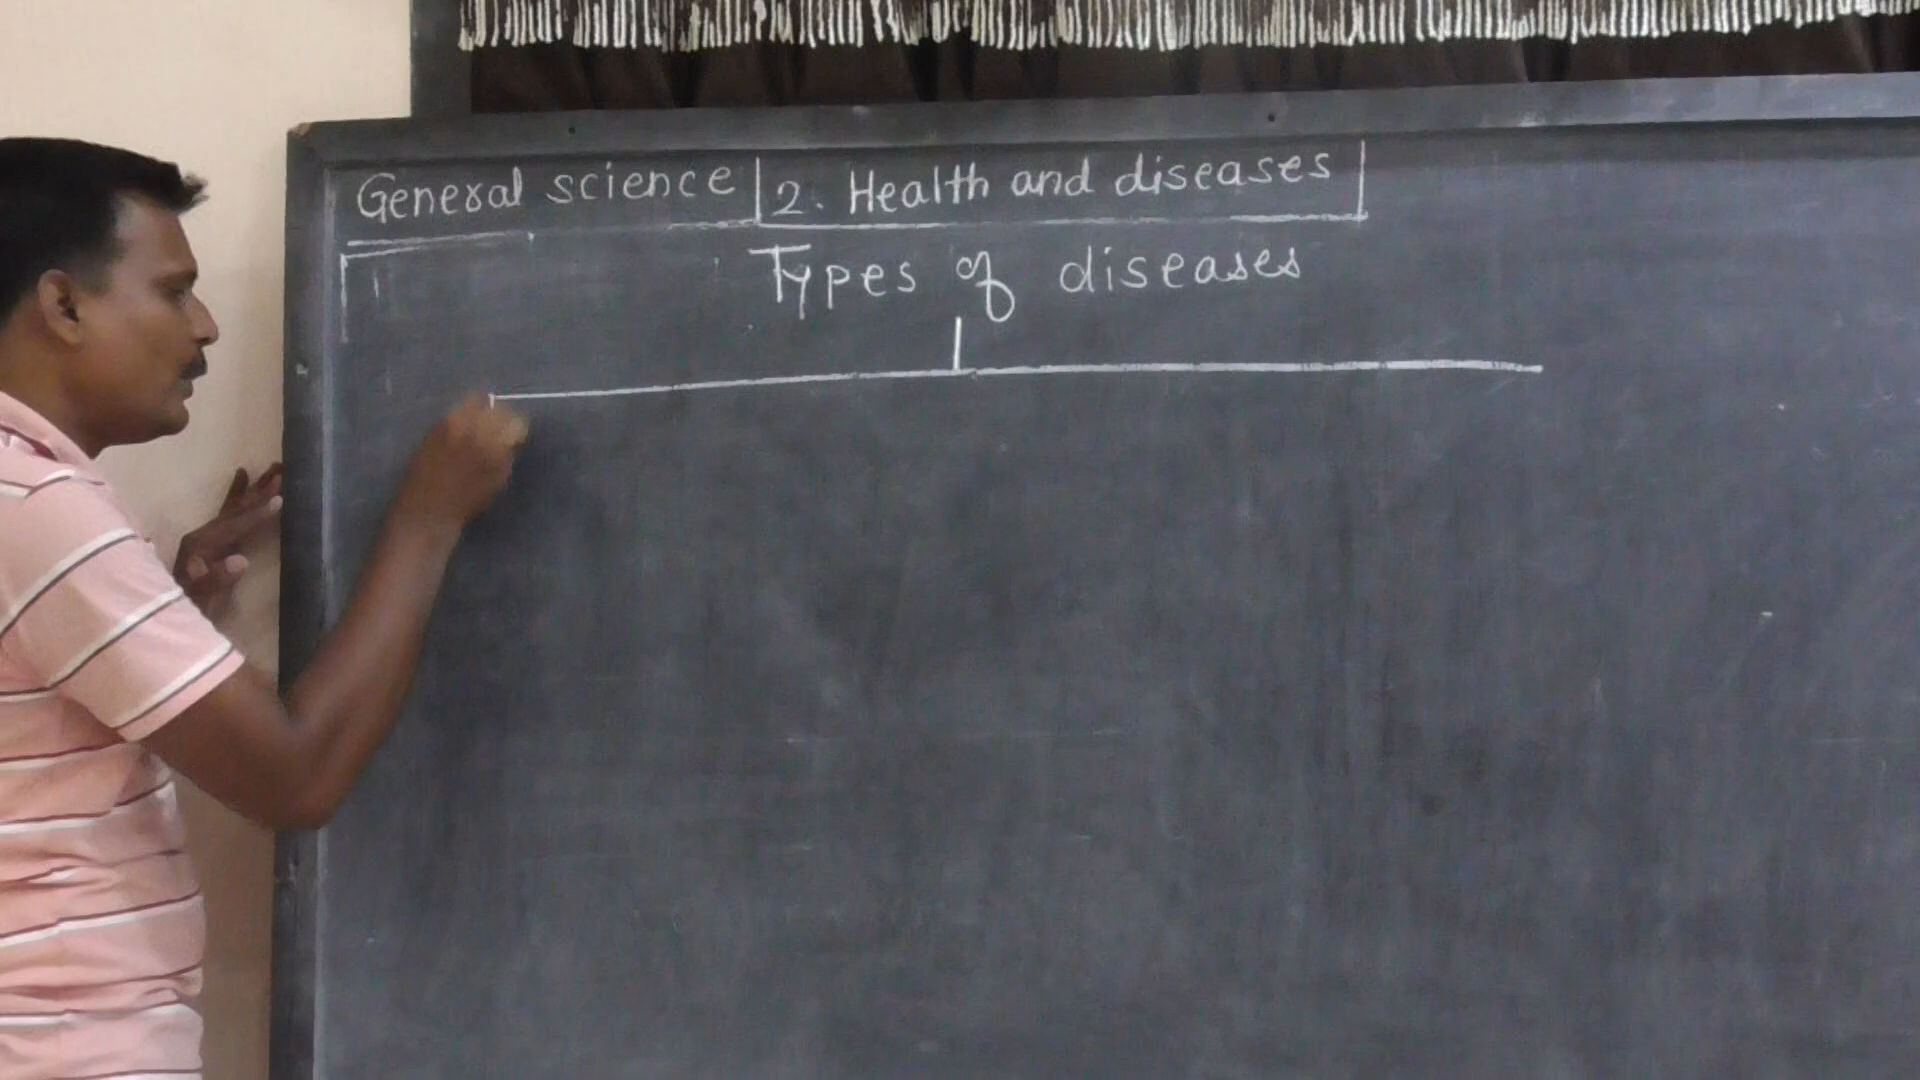 General science 2. Health and diseases
Types of diseases